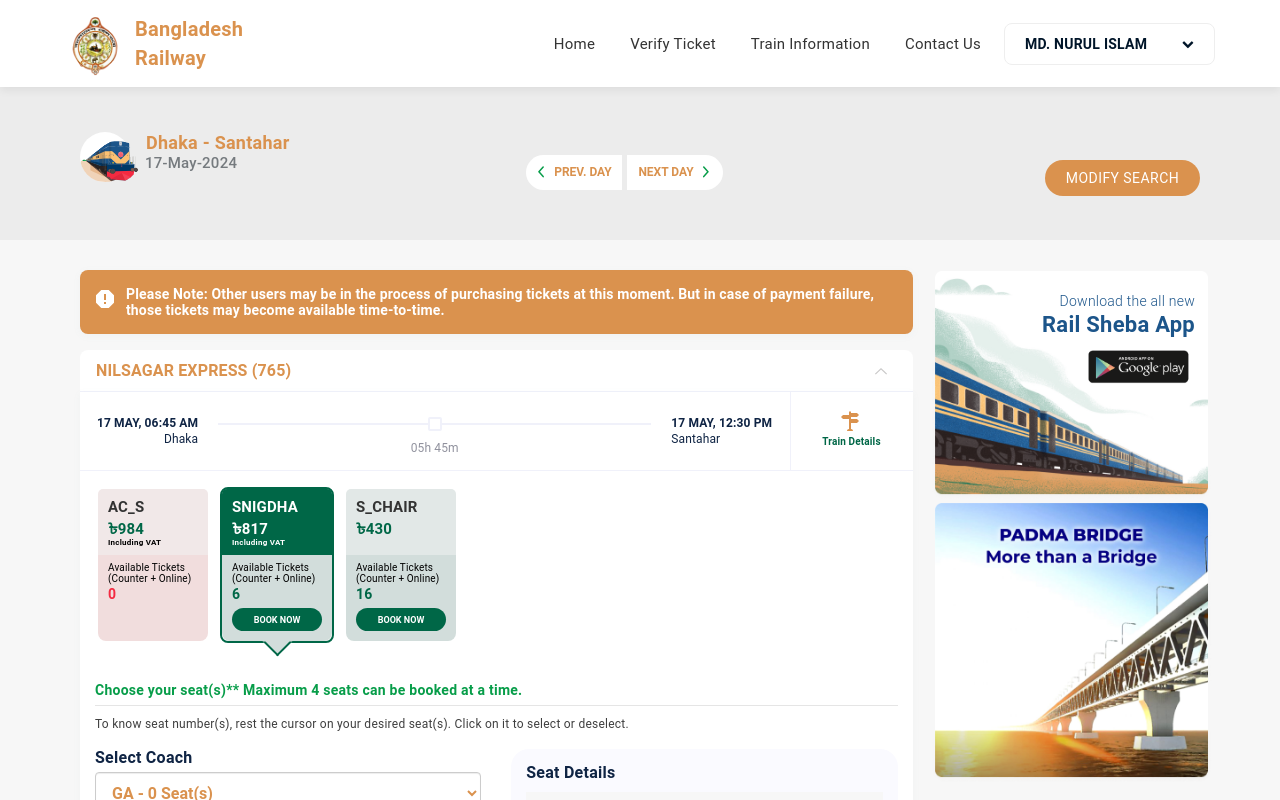 Bangladesh
Railway
Home
Verify Ticket
Train Information
Contact Us
MD. NURUL ISLAM
Dhaka - Santahar
17-May-2024
PREV. DAY
NEXT DAY
MODIFY SEARCH
Please Note: Other users may be in the process of purchasing tickets at this moment. But in case of payment failure,
those tickets may become available time-to-time.
NILSAGAR EXPRESS (765)
17 MAY, 06:45 AM
Dhaka
05h 45m
17 MAY, 12:30 PM
Santahar
Train Details
AC_S
৳984
Including VAT
Available Tickets
(Counter + Online)
0
SNIGDHA
৳817
Including VAT
Available Tickets
(Counter + Online)
6
BOOK NOW
S_CHAIR
৳430
Available Tickets
(Counter + Online)
16
BOOK NOW
Choose your seat(s)** Maximum 4 seats can be booked at a time.
To know seat number(s), rest the cursor on your desired seat(s). Click on it to select or deselect.
Select Coach
GA - 0 Seat(s)
Seat Details
Download the all new
Rail Sheba App
ANDROID APP ON
Google play
PADMA BRIDGE
More than a Bridge